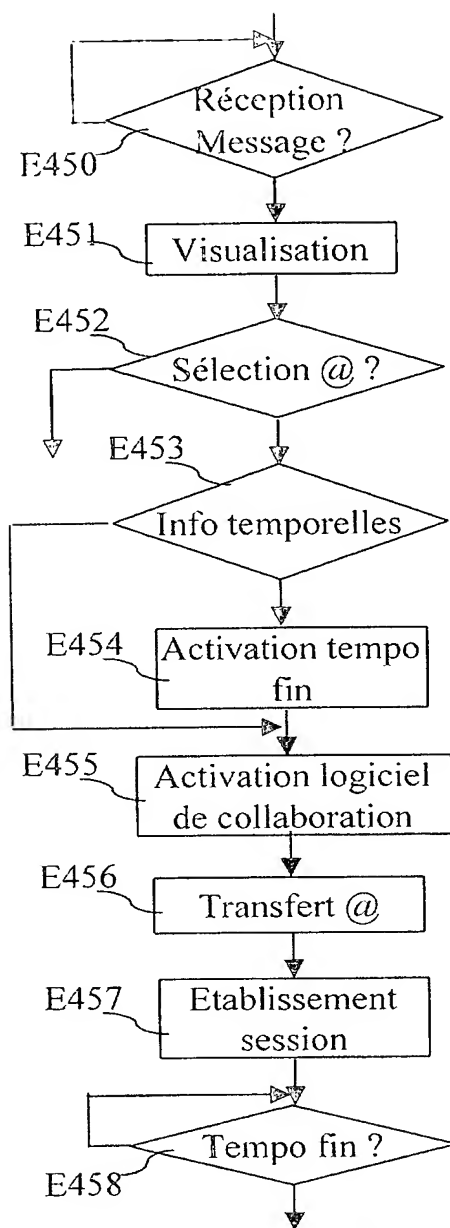 Réception
Message ?
E450
E451
Visualisation
E452
Sélection @ ?
E453
Info temporelles
E454
Activation tempo
fin
E455
Activation logiciel
de collaboration
E456
Transfert @
E457
Etablissement
session
Tempo fin ?
E458